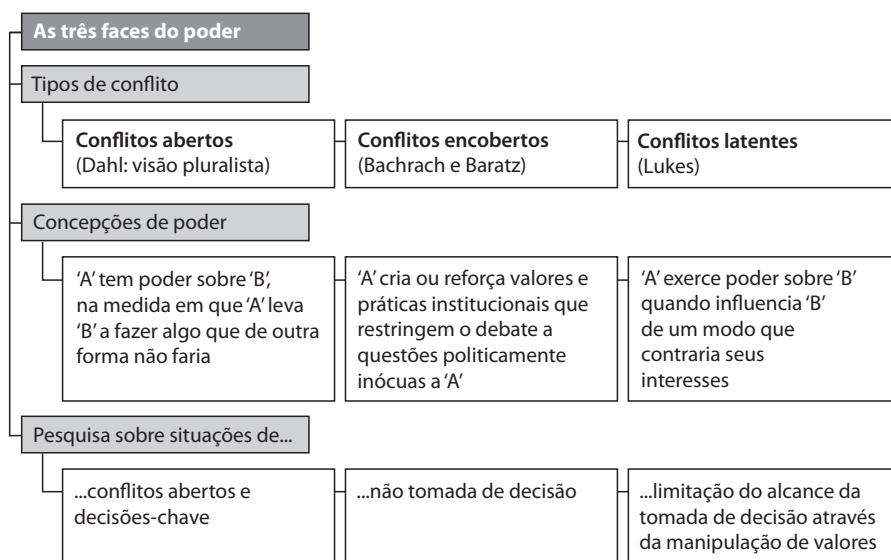 As três faces do poder
Tipos de conflito
Conflitos abertos
(Dahl: visão pluralista)
Conflitos encobertos
(Bachrach e Baratz)
Conflitos latentes
(Lukes)
Concepções de poder
‘A’ tem poder sobre ‘B’,
na medida em que ‘A’ leva
‘B’ a fazer algo que de outra
forma não faria
‘A’ cria ou reforça valores e
práticas institucionais que
restringem o debate a
questões politicamente
inócuas a ‘A’
‘A’ exerce poder sobre ‘B’
quando influencia ‘B’
de um modo que
contraria seus
interesses
Pesquisa sobre situações de...
...conflitos abertos e
decisões-chave
...não tomada de decisão
...limitação do alcance da
tomada de decisão através
da manipulação de valores